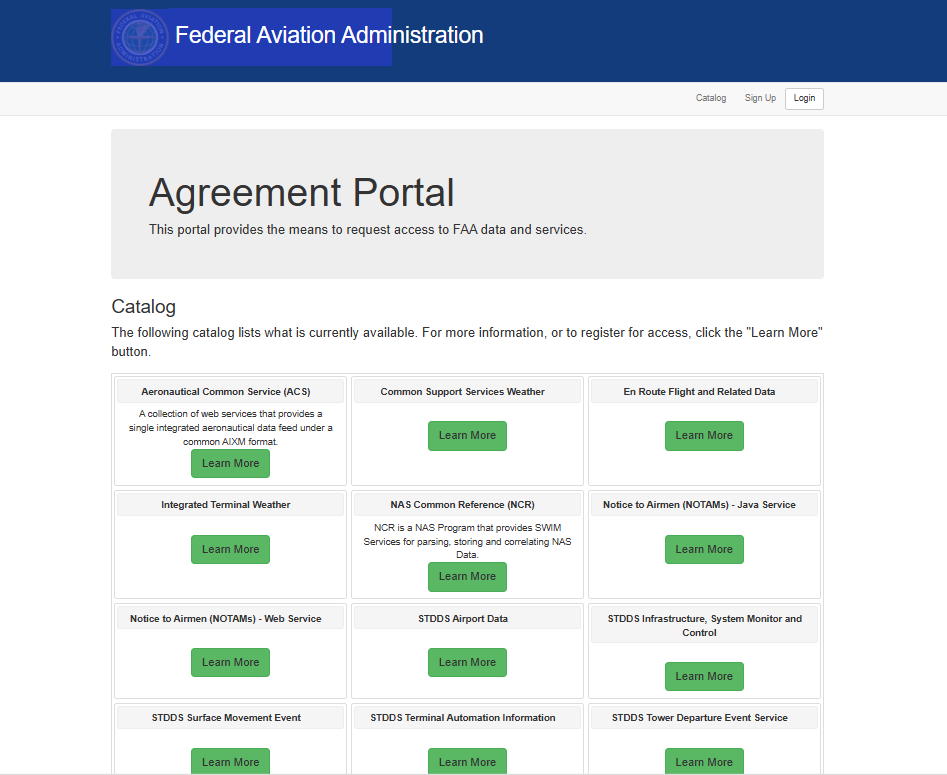 FEDERAL AVIATION
ADMINISTRATION
Federal Aviation Administration
Catalog
Sign Up
Login
Agreement Portal
This portal provides the means to request access to FAA data and services.
Catalog
The following catalog lists what is currently available. For more information, or to register for access, click the "Learn More"
button.
Aeronautical Common Service (ACS)
A collection of web services that provides a
single integrated aeronautical data feed under a
common AIXM format.
Learn More
Common Support Services Weather
Learn More
En Route Flight and Related Data
Learn More
Integrated Terminal Weather
Learn More
NAS Common Reference (NCR)
NCR is a NAS Program that provides SWIM
Services for parsing, storing and correlating NAS
Data.
Learn More
Notice to Airmen (NOTAMs) - Java Service
Learn More
Notice to Airmen (NOTAMs) - Web Service
Learn More
STDDS Airport Data
Learn More
STDDS Infrastructure, System Monitor and
Control
Learn More
STDDS Surface Movement Event
Learn More
STDDS Terminal Automation Information
Learn More
STDDS Tower Departure Event Service
Learn More